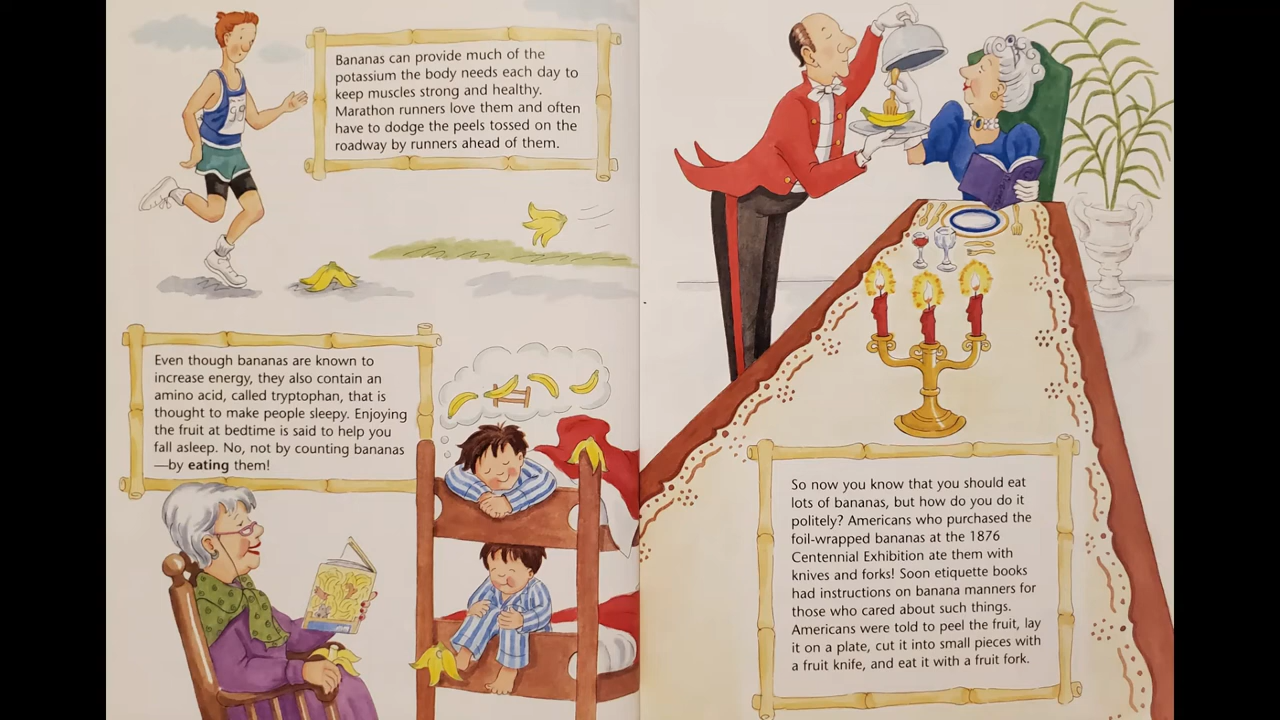 99
Bananas can provide much of the
potassium the body needs each day to
keep muscles strong and healthy.
Marathon runners love them and often
have to dodge the peels tossed on the
roadway by runners ahead of them.
Even though bananas are known to
increase energy, they also contain an
amino acid, called tryptophan, that is
thought to make people sleepy. Enjoying
the fruit at bedtime is said to help you
fall asleep. No, not by counting bananas
—by eating them!
So now you know that you should eat
lots of bananas, but how do you do it
politely? Americans who purchased the
foil-wrapped bananas at the 1876
Centennial Exhibition ate them with
knives and forks! Soon etiquette books
had instructions on banana manners for
those who cared about such things.
Americans were told to peel the fruit, lay
it on a plate, cut it into small pieces with
a fruit knife, and eat it with a fruit fork.